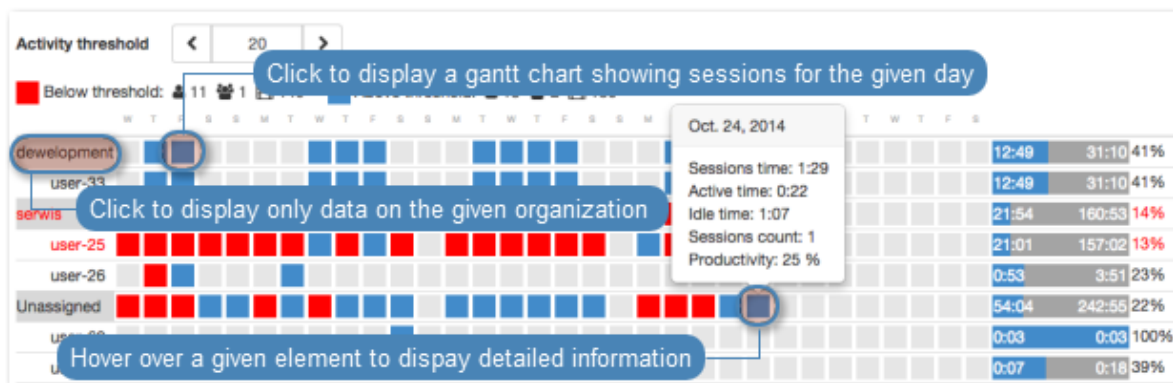 Activity threshold < 20 >
Click to display a gantt chart showing sessions for the given day
Below threshold: 11 1
W T F S S M T W T F S S M T W T F S S M T W T F S
Oct. 24, 2014
Sessions time: 1:29
Active time: 0:22
Idle time: 1:07
Sessions count: 1
Productivity: 25 %
dewelopment 12:49 31:10 41%
user-33 12:49 31:10 41%
Click to display only data on the given organization
serwis 21:54 160:53 14%
user-25 21:01 157:02 13%
user-26 0:53 3:51 23%
Unassigned 54:04 242:55 22%
0:03 0:03 100%
Hover over a given element to dispay detailed information
0:07 0:18 39%